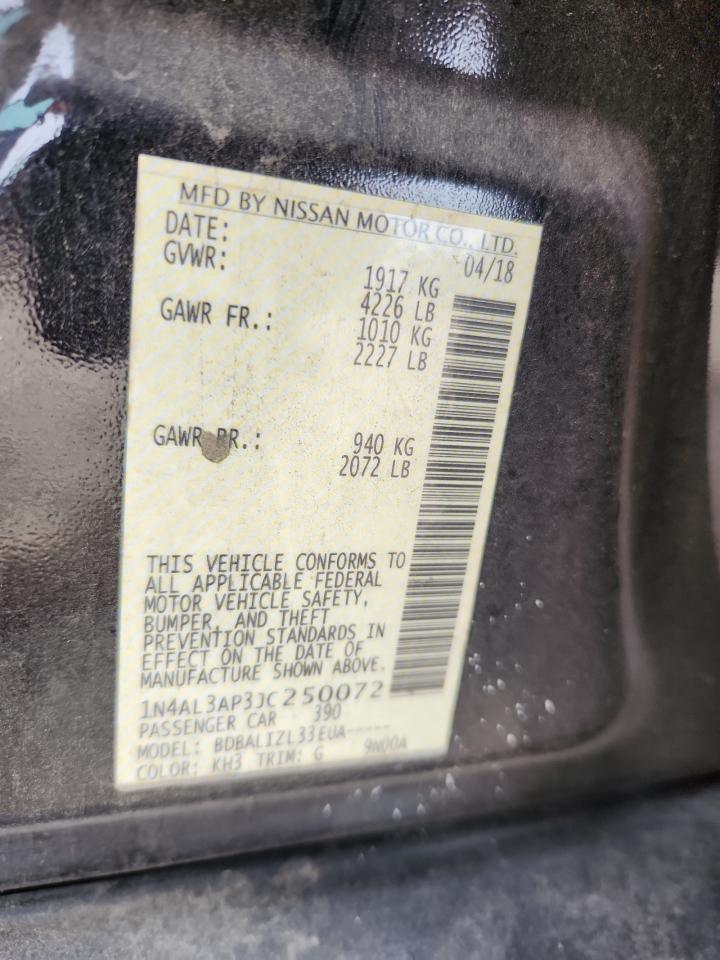 MFD BY NISSAN MOTOR CO., LTD.
DATE: 04/18
GVWR: 1917 KG
4226 LB
GAWR FR.: 1010 KG
2227 LB
GAWR RR.: 940 KG
2072 LB
THIS VEHICLE CONFORMS TO
ALL APPLICABLE FEDERAL
MOTOR VEHICLE SAFETY,
BUMPER, AND THEFT
PREVENTION STANDARDS IN
EFFECT ON THE DATE OF
MANUFACTURE SHOWN ABOVE.
1N4AL3AP3JC250072
PASSENGER CAR 390
MODEL: BDBALIZL33EUA-----
COLOR: KH3 TRIM: G 9N00A